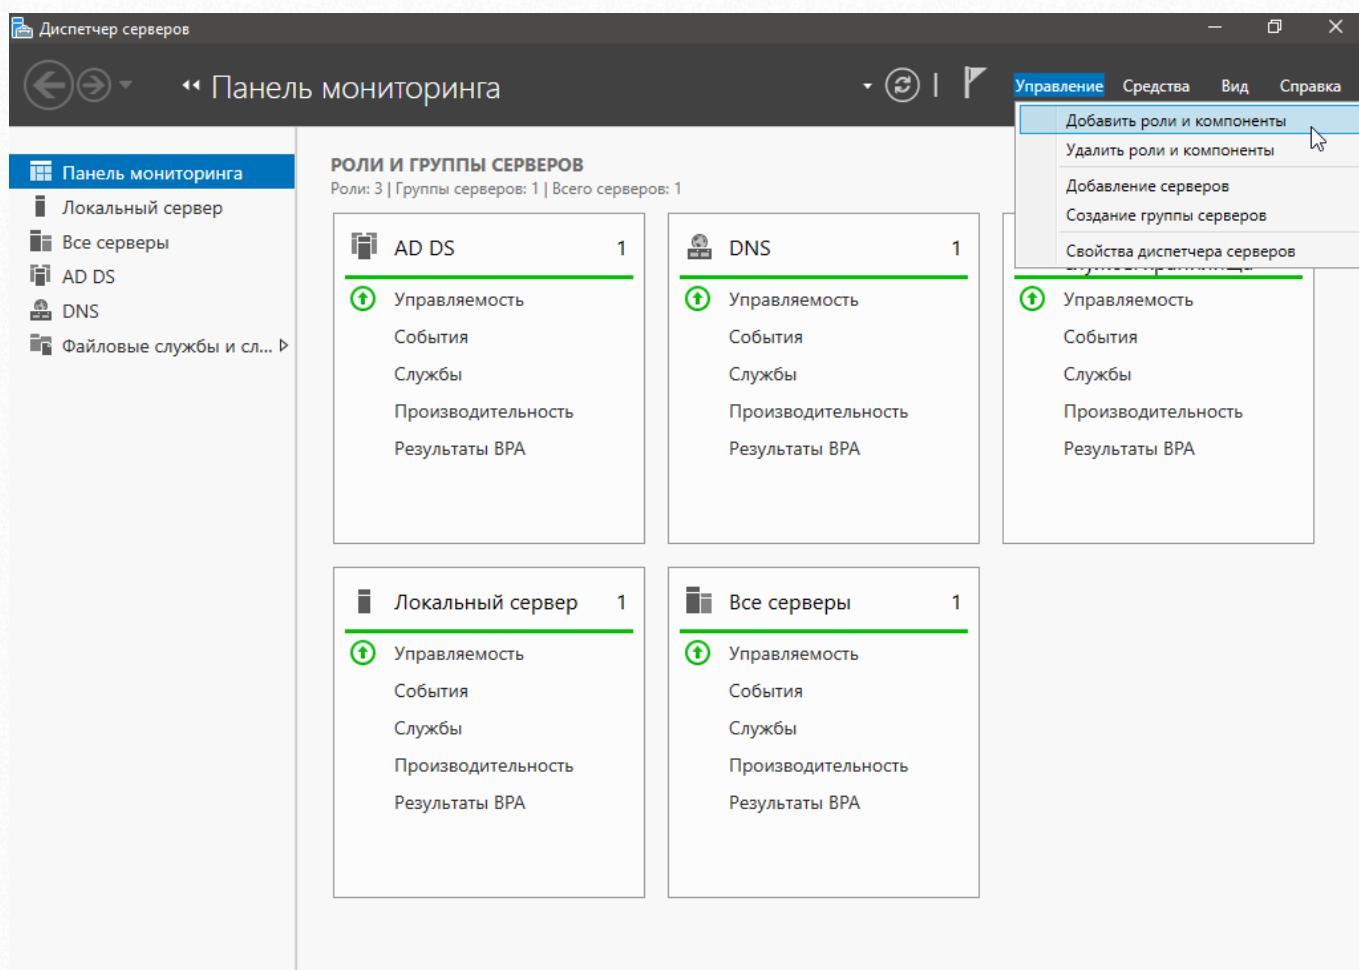 Диспетчер серверов
Панель мониторинга
Управление Средства Вид Справка
Добавить роли и компоненты
Удалить роли и компоненты
Добавление серверов
Создание группы серверов
Свойства диспетчера серверов
Панель мониторинга
Локальный сервер
Все серверы
AD DS
DNS
Файловые службы и сл...
РОЛИ И ГРУППЫ СЕРВЕРОВ
Роли: 3 | Группы серверов: 1 | Всего серверов: 1
AD DS 1
Управляемость
События
Службы
Производительность
Результаты BPA
DNS 1
Управляемость
События
Службы
Производительность
Результаты BPA
Управляемость
События
Службы
Производительность
Результаты BPA
Локальный сервер 1
Управляемость
События
Службы
Производительность
Результаты BPA
Все серверы 1
Управляемость
События
Службы
Производительность
Результаты BPA